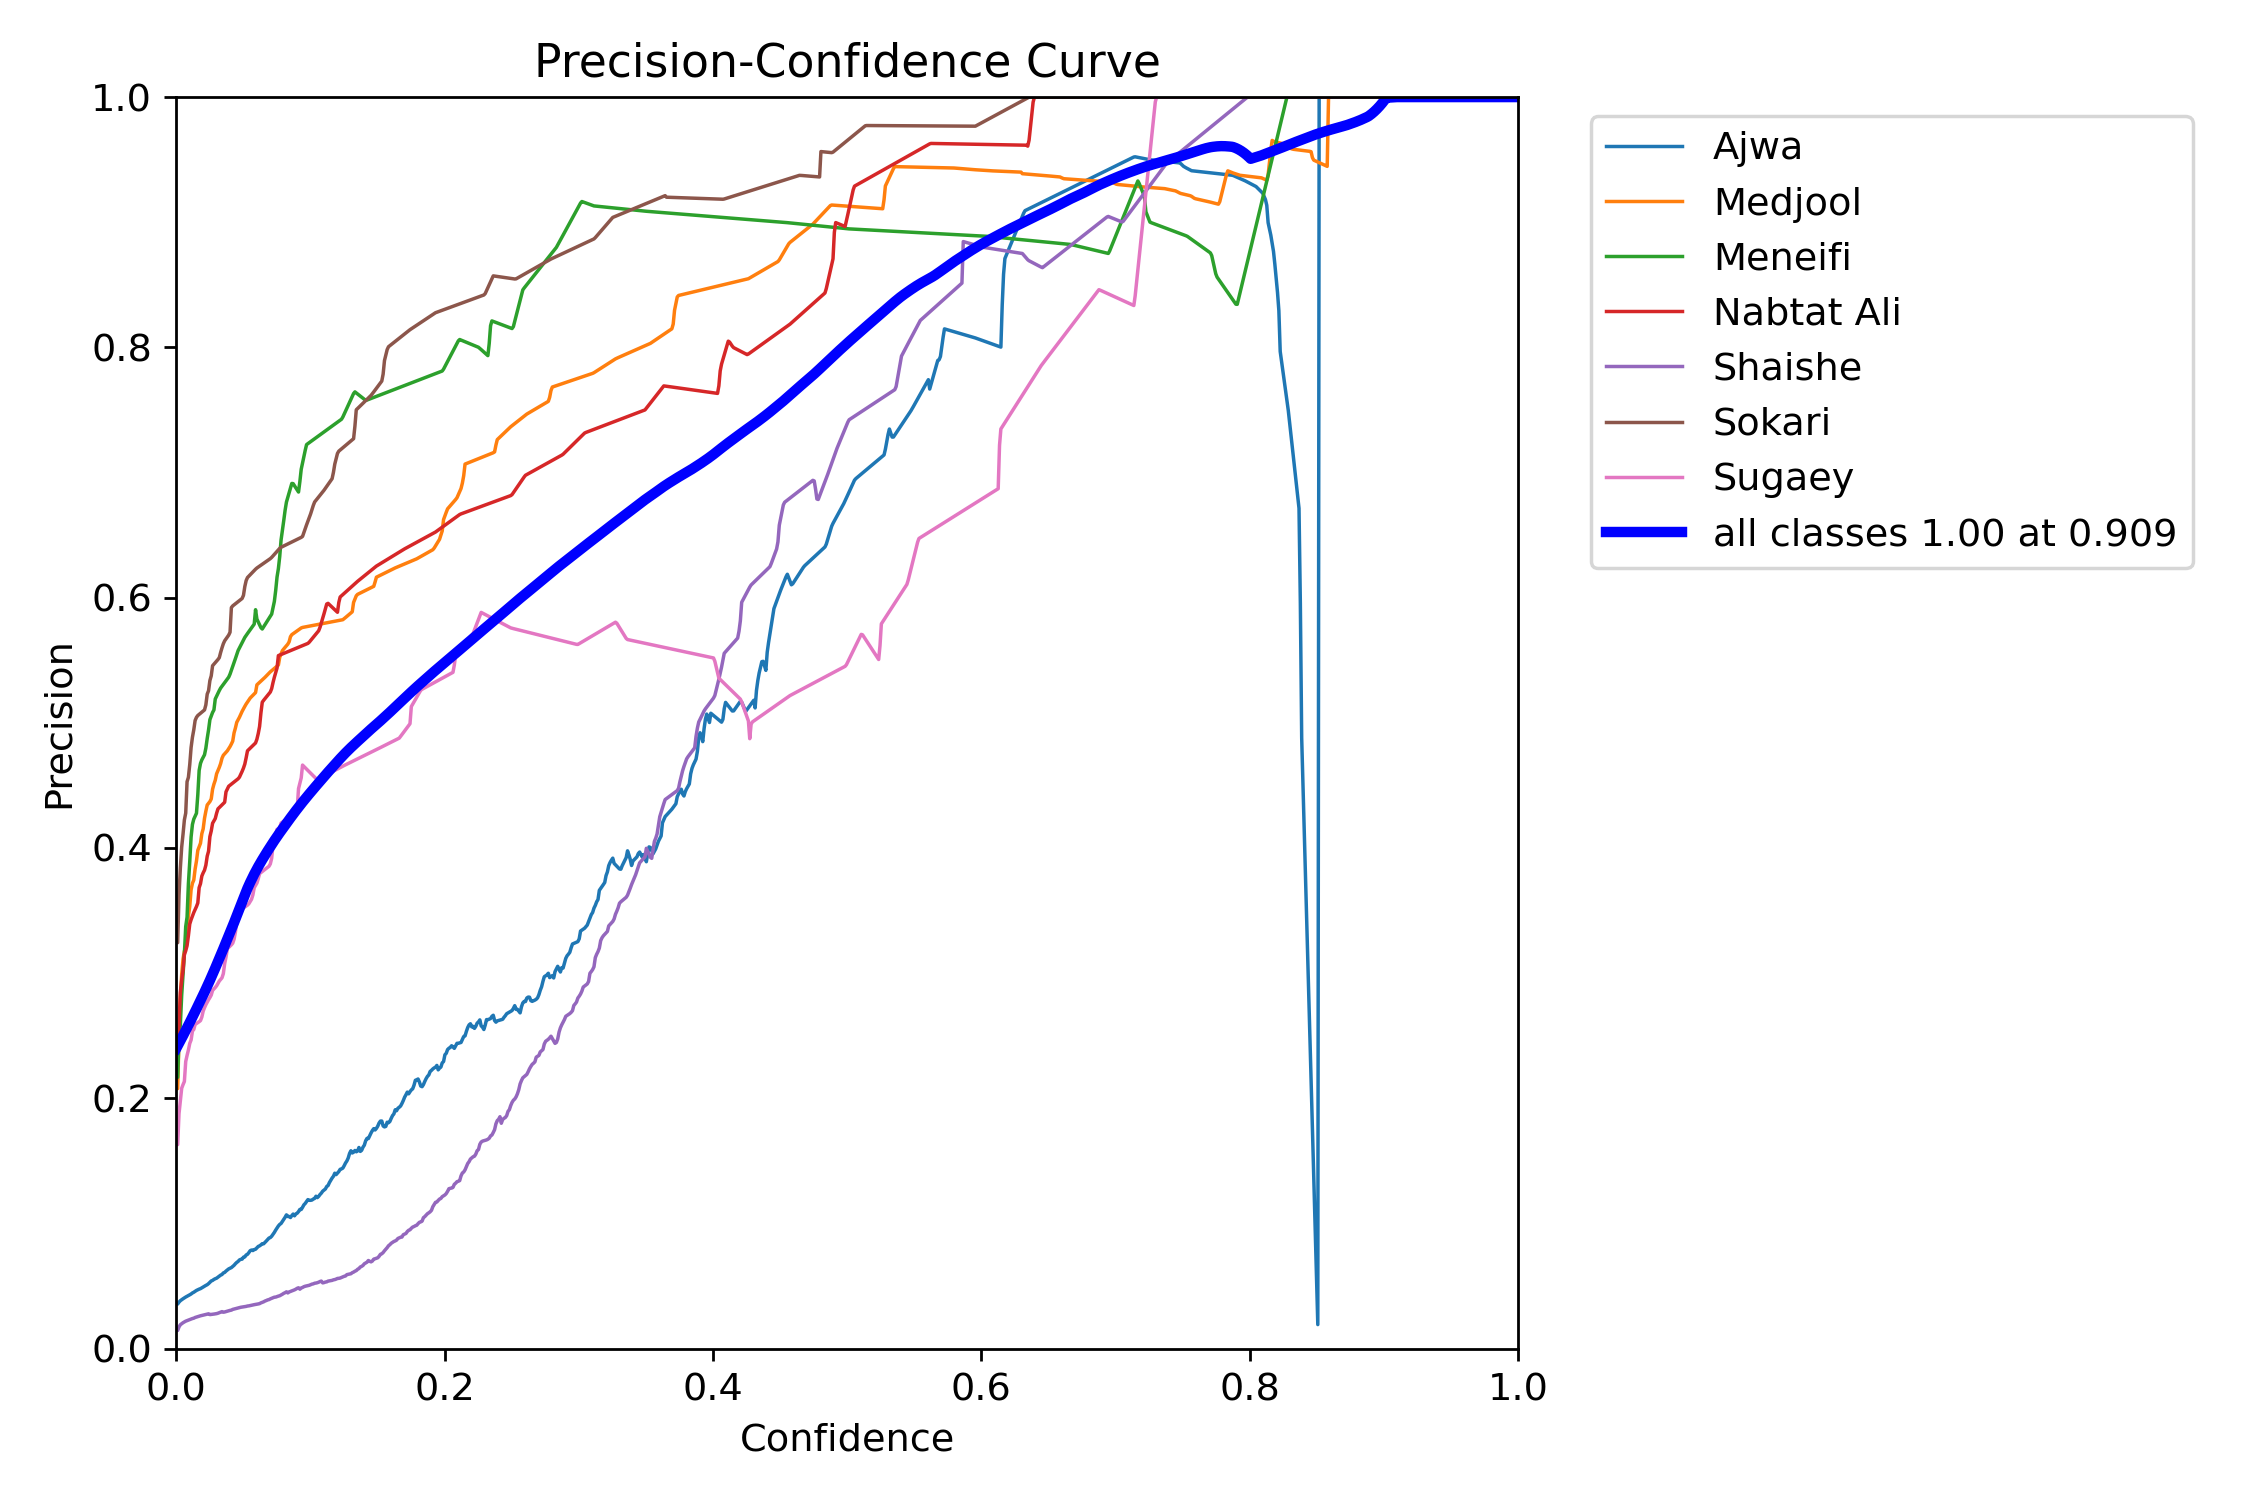 Precision-Confidence Curve
1.0
0.8
0.6
0.4
0.2
0.0
Precision
0.0 0.2 0.4 0.6 0.8 1.0
Confidence
Ajwa
Medjool
Meneifi
Nabtat Ali
Shaishe
Sokari
Sugaey
all classes 1.00 at 0.909